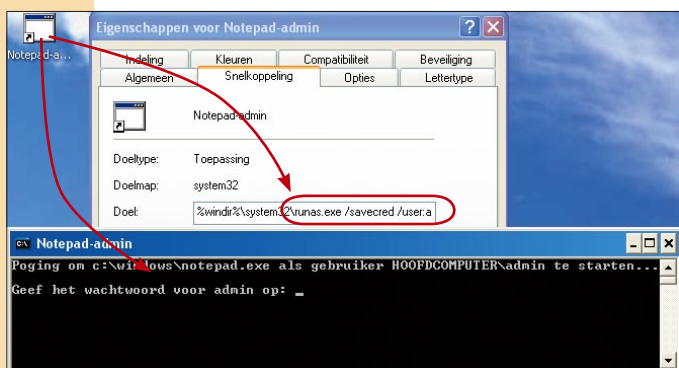 Notepad-a...
Eigenschappen voor Notepad-admin
Indeling Kleuren Compatibiliteit Beveiliging
Algemeen Snelkoppeling Opties Lettertype
Notepad-admin
Doeltype: Toepassing
Doelmap: system32
Doel: %windir%\system32\runas.exe /savecred /user:a
Notepad-admin
Poging om c:\windows\notepad.exe als gebruiker HOOFDCOMPUTER\admin te starten...
Geef het wachtwoord voor admin op: _